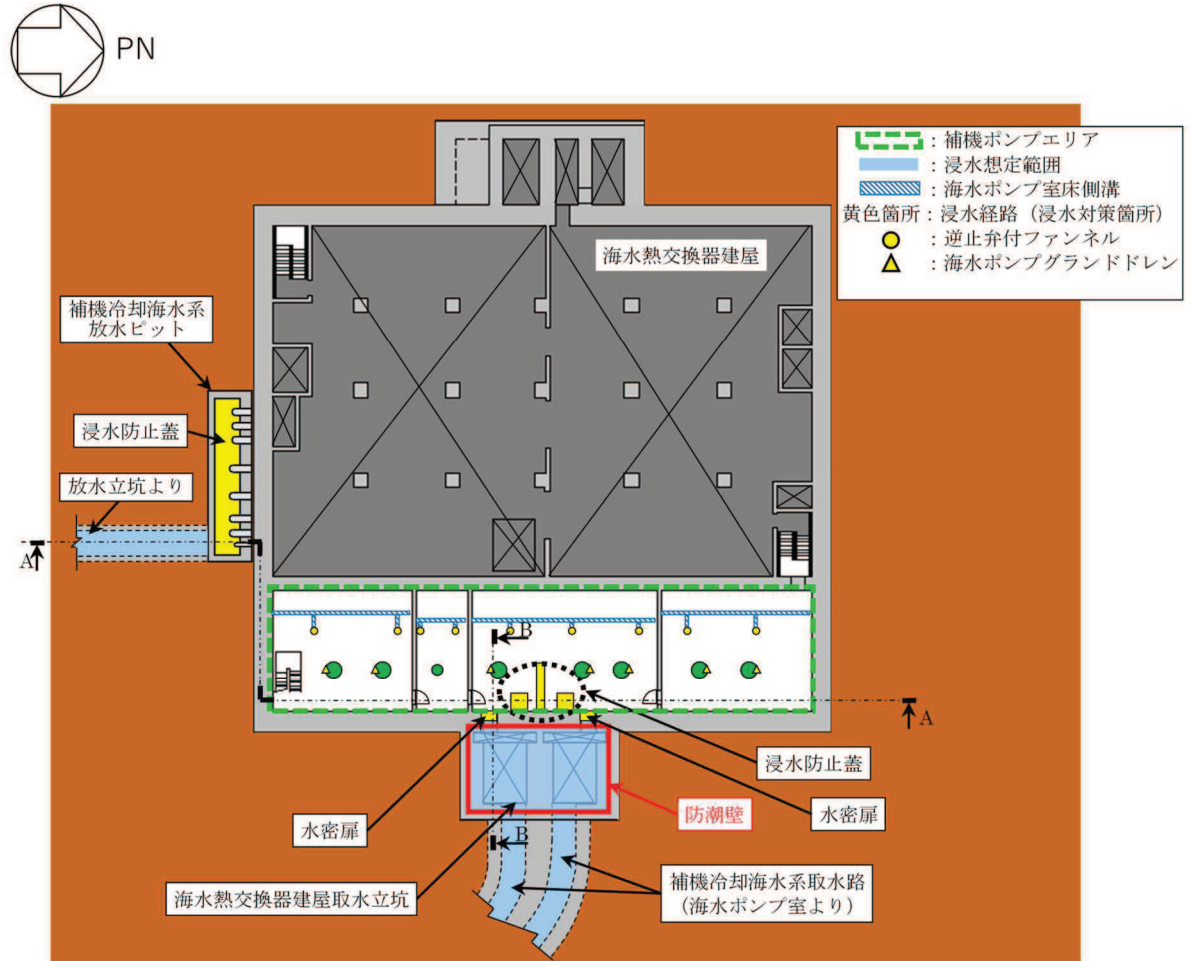 PN
：補機ポンプエリア
：浸水想定範囲
：海水ポンプ室床側溝
黄色箇所：浸水経路（浸水対策箇所）
：逆止弁付ファンネル
：海水ポンプグランドドレン
海水熱交換器建屋
補機冷却海水系
放水ピット
浸水防止蓋
放水立坑より
A
B
A
浸水防止蓋
防潮壁
水密扉
水密扉
B
海水熱交換器建屋取水立坑
補機冷却海水系取水路
（海水ポンプ室より）